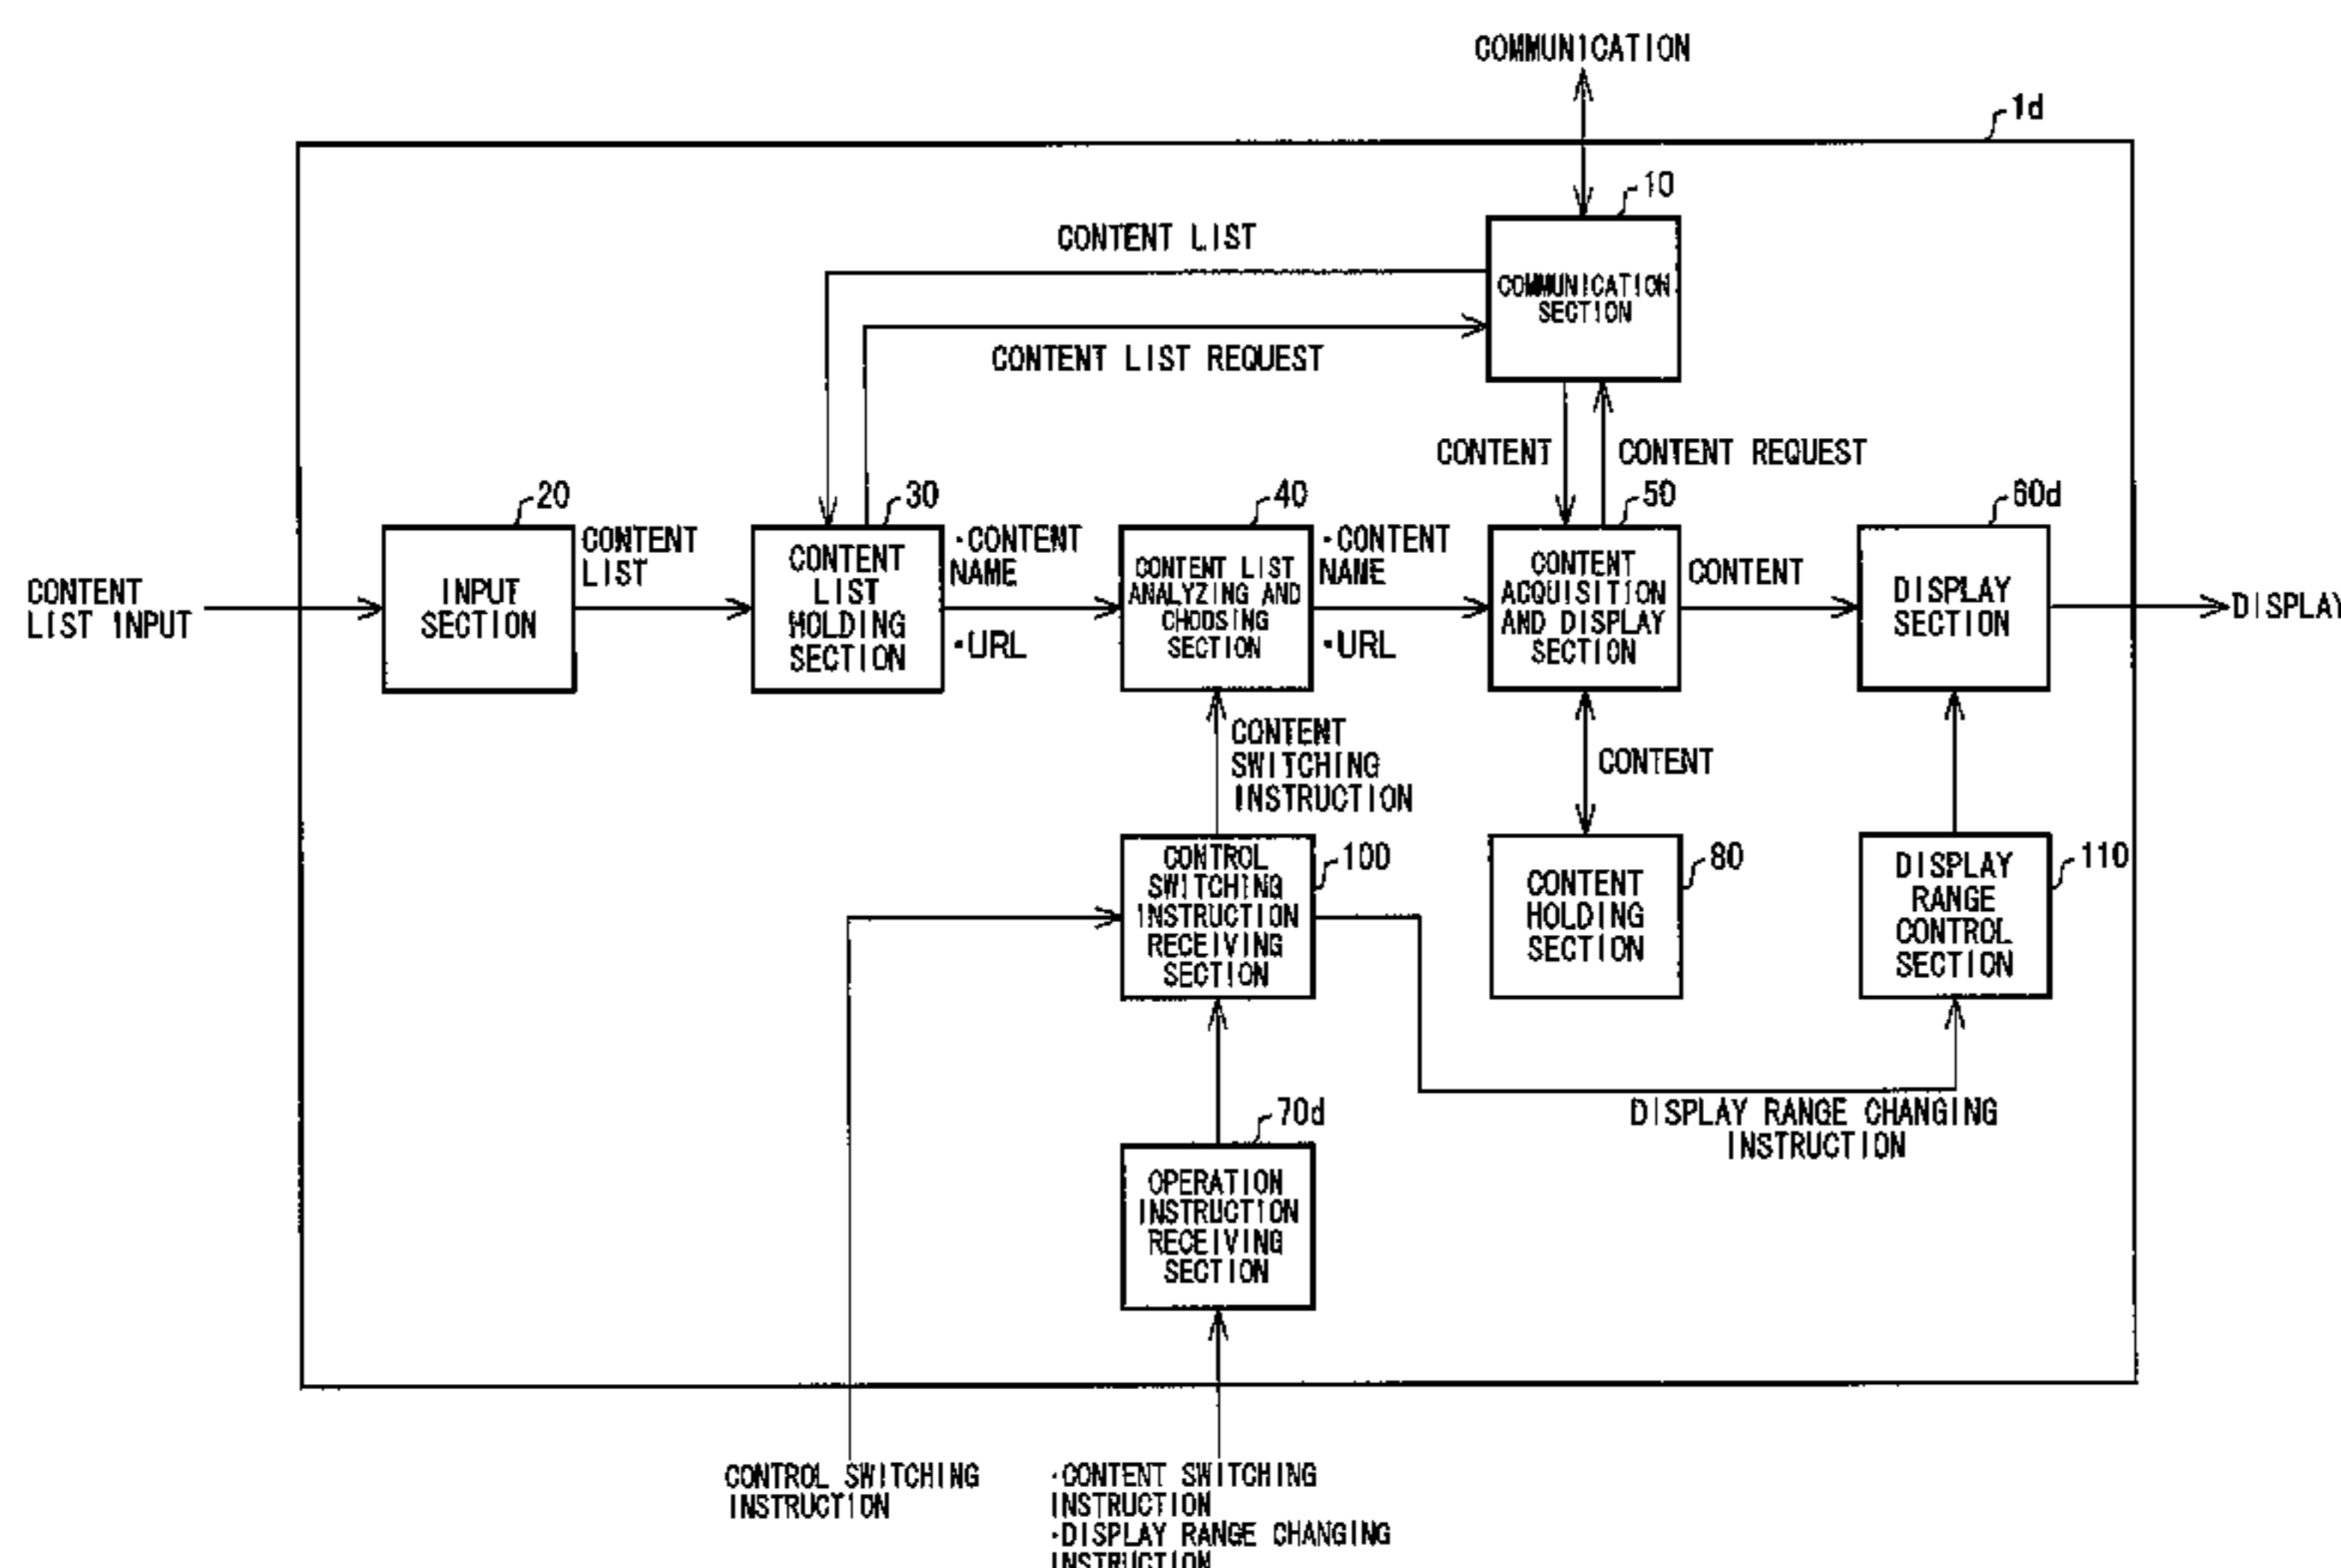 COMMUNICATION
1d
10
CONTENT LIST
COMMUNICATION
SECTION
CONTENT LIST REQUEST
CONTENT
CONTENT REQUEST
20
30
40
50
60d
CONTENT
LIST INPUT
INPUT
SECTION
CONTENT
LIST
CONTENT
LIST
HOLDING
SECTION
・CONTENT
NAME
・URL
CONTENT LIST
ANALYZING AND
CHOOSING
SECTION
・CONTENT
NAME
・URL
CONTENT
ACQUISITION
AND DISPLAY
SECTION
CONTENT
DISPLAY
SECTION
DISPLAY
CONTENT
SWITCHING
INSTRUCTION
CONTENT
CONTROL
SWITCHING
INSTRUCTION
RECEIVING
SECTION
100
CONTENT
HOLDING
SECTION
80
DISPLAY
RANGE
CONTROL
SECTION
110
70d
DISPLAY RANGE CHANGING
INSTRUCTION
OPERATION
INSTRUCTION
RECEIVING
SECTION
CONTROL SWITCHING
INSTRUCTION
・CONTENT SWITCHING
INSTRUCTION
・DISPLAY RANGE CHANGING
INSTRUCTION